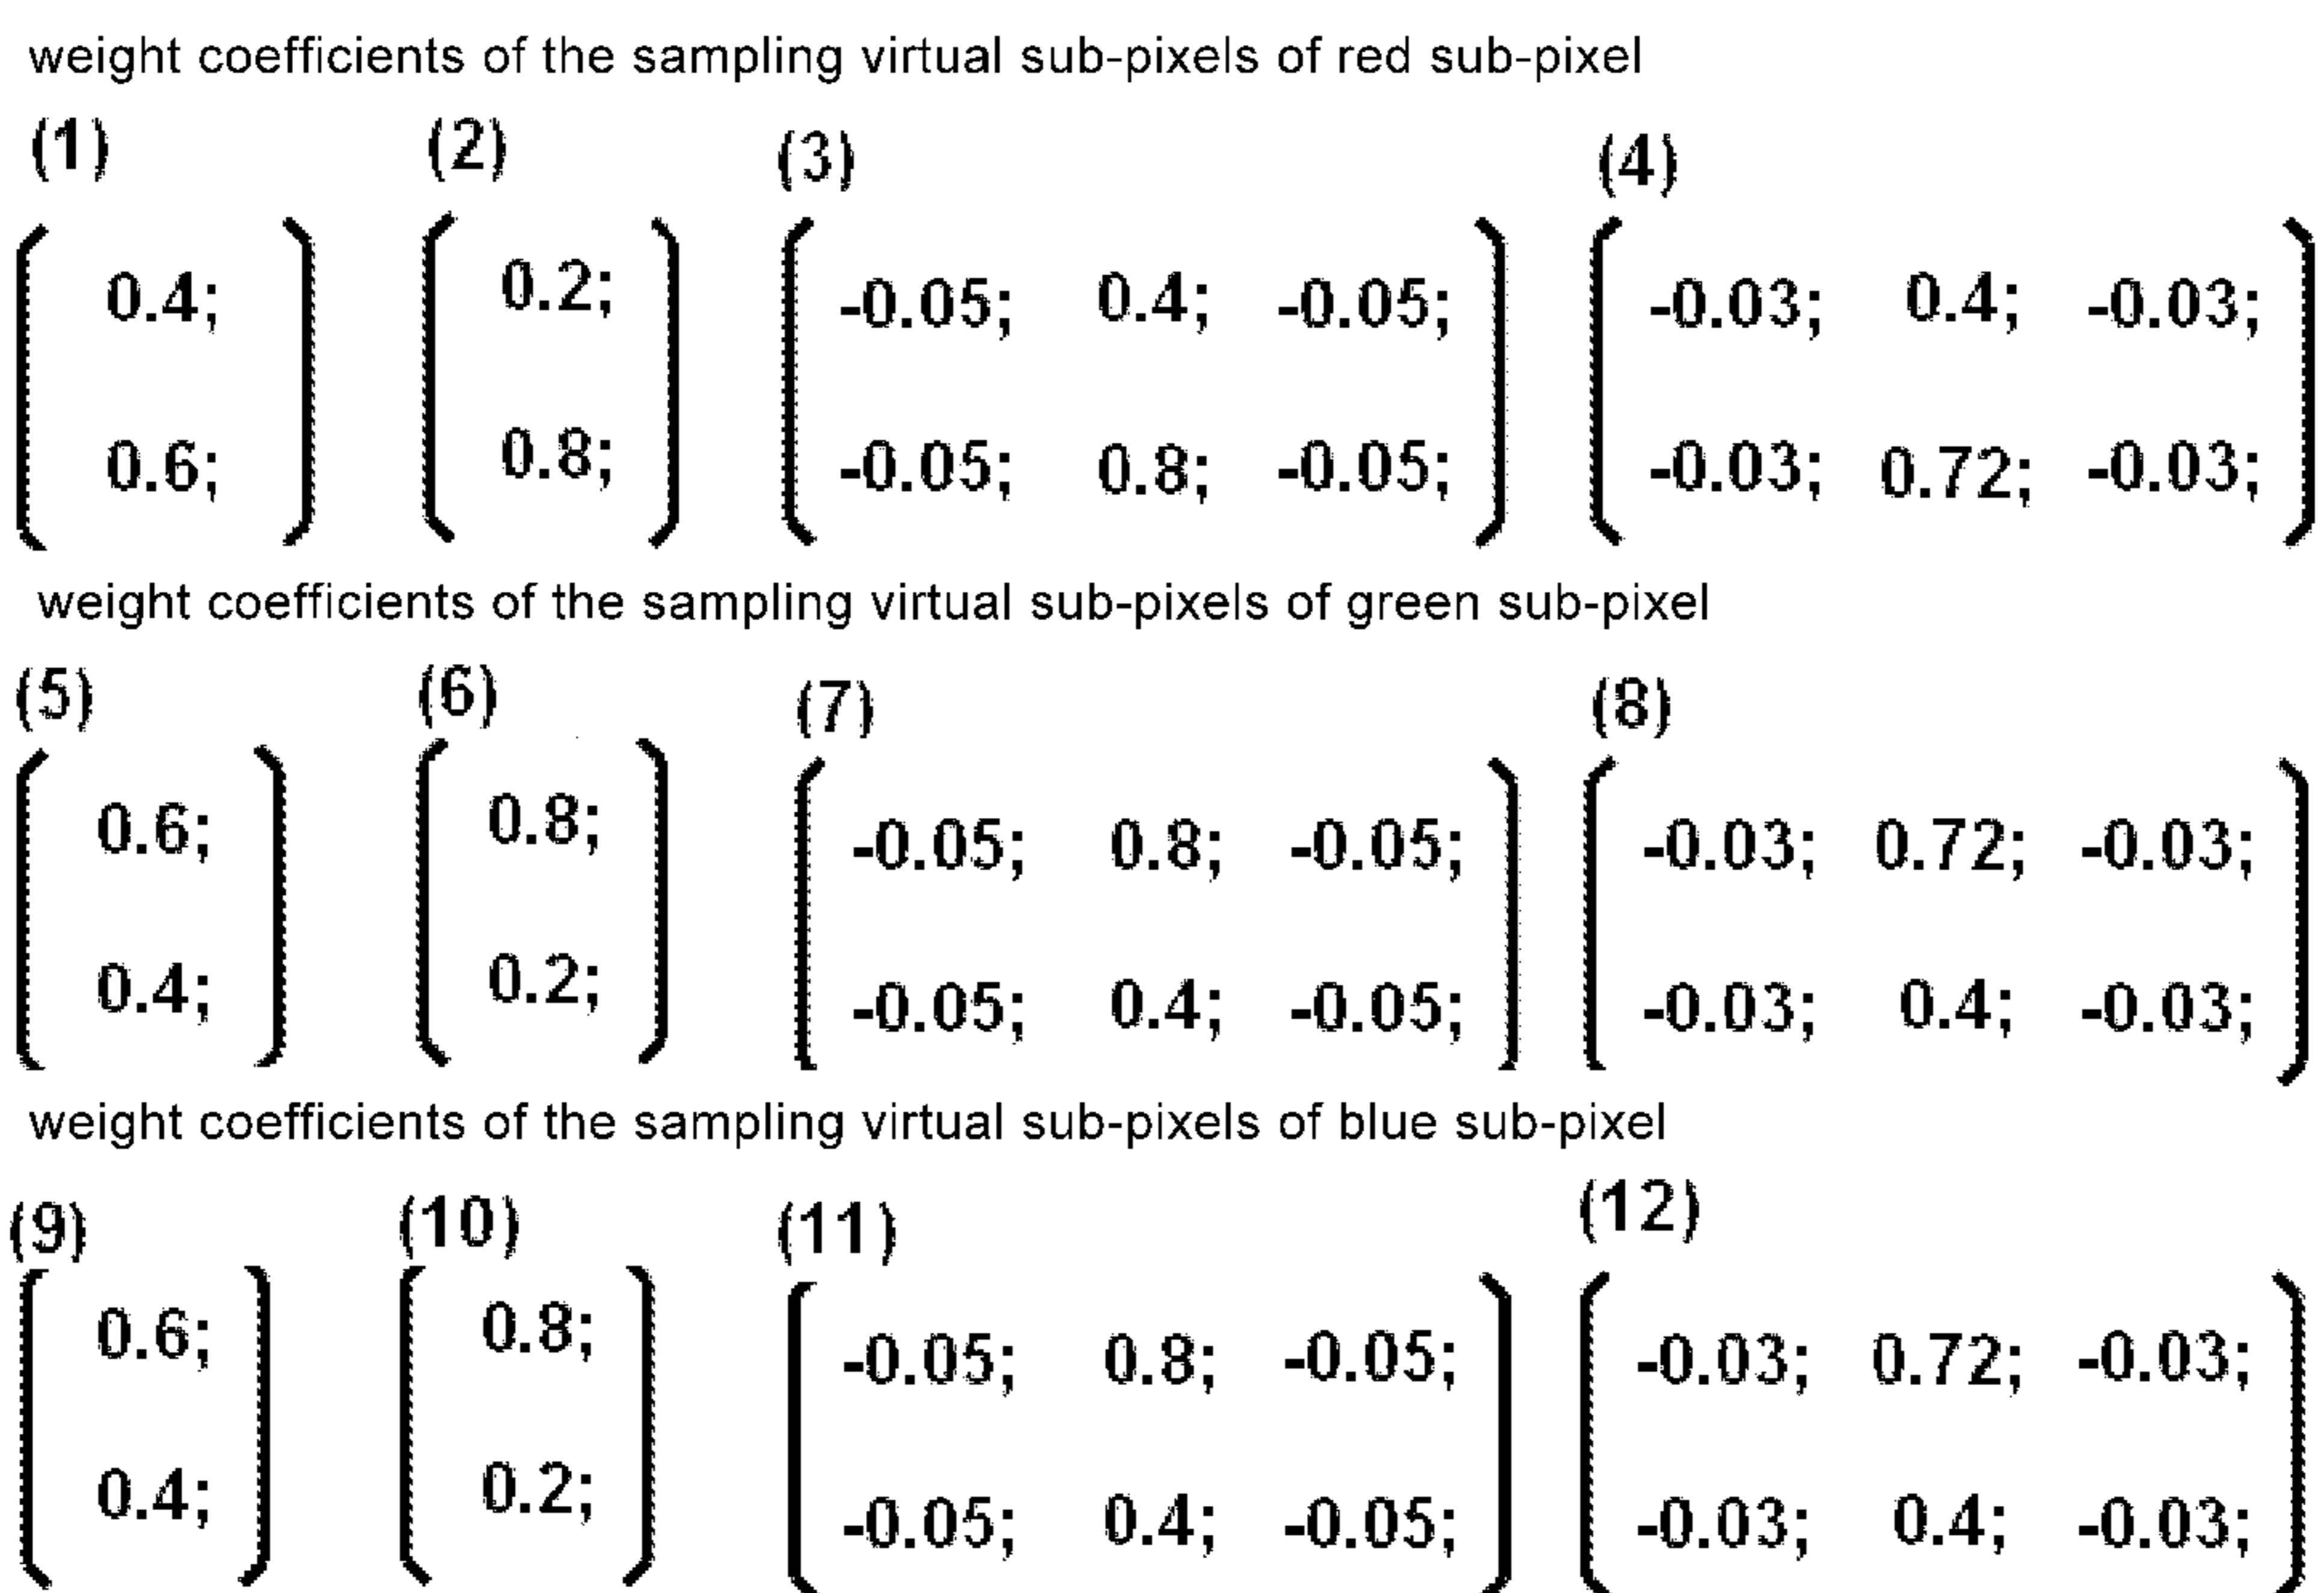 weight coefficients of the sampling virtual sub-pixels of red sub-pixel
(1) (2) (3) (4)
0.4; 0.2; -0.05; 0.4; -0.05; -0.03; 0.4; -0.03;
0.6; 0.8; -0.05; 0.8; -0.05; -0.03; 0.72; -0.03;
weight coefficients of the sampling virtual sub-pixels of green sub-pixel
(5) (6) (7) (8)
0.6; 0.8; -0.05; 0.8; -0.05; -0.03; 0.72; -0.03;
0.4; 0.2; -0.05; 0.4; -0.05; -0.03; 0.4; -0.03;
weight coefficients of the sampling virtual sub-pixels of blue sub-pixel
(9) (10) (11) (12)
0.6; 0.8; -0.05; 0.8; -0.05; -0.03; 0.72; -0.03;
0.4; 0.2; -0.05; 0.4; -0.05; -0.03; 0.4; -0.03;